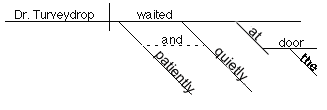 Dr. Turveydrop waited
and
patiently
quietly
at
door
the